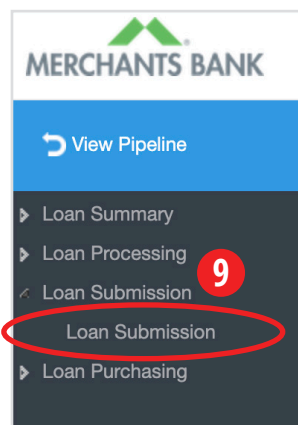 MERCHANTS BANK
View Pipeline
Loan Summary
Loan Processing
9
Loan Submission
Loan Submission
Loan Purchasing